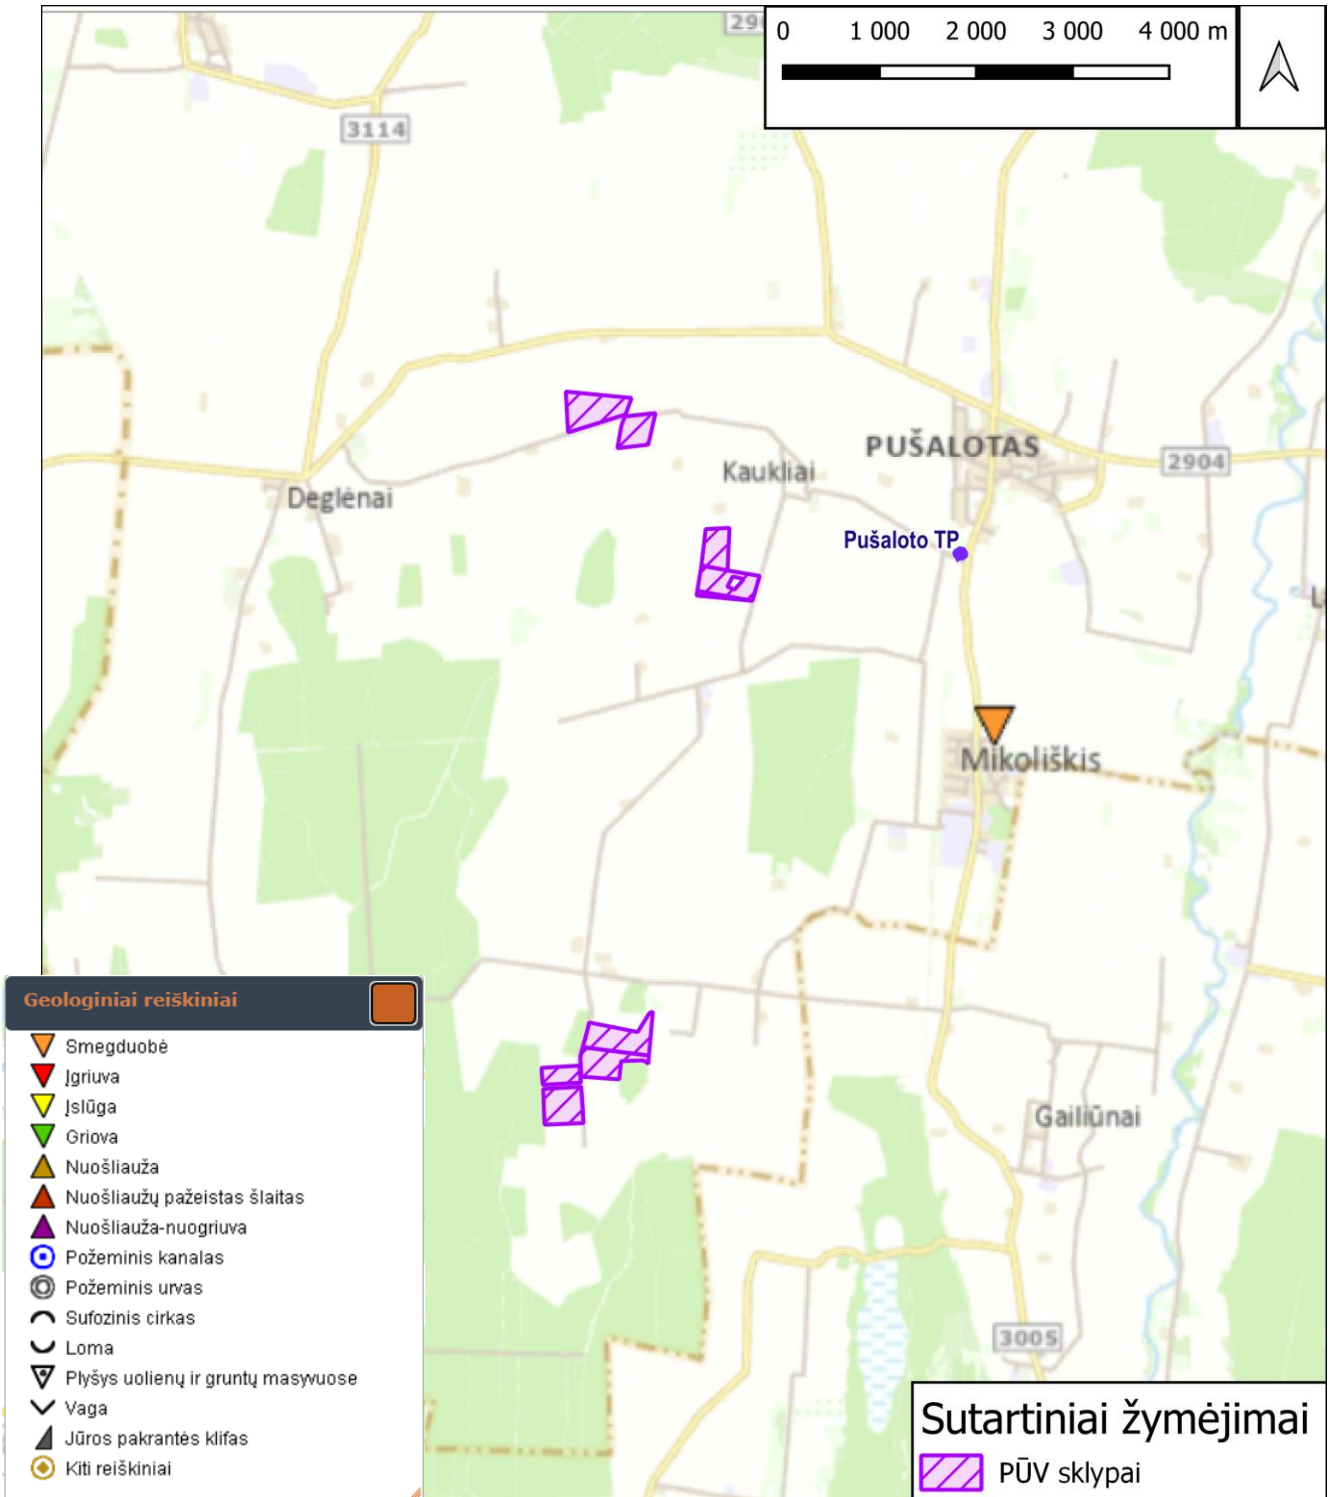 0 1 000 2 000 3 000 4 000 m
3114
PUŠALOTAS
Kaukliai
2904
Deglėnai
Pušaloto TP
Mikoliškis
Geologiniai reiškiniai
Smegduobė
Įgriuva
Įslūga
Griova
Nuošliauža
Nuošliaužų pažeistas šlaitas
Nuošliauža-nuogriuva
Požeminis kanalas
Požeminis urvas
Sufozinis cirkas
Loma
Plyšys uolienų ir gruntų masyvuose
Vaga
Jūros pakrantės klifas
Kiti reiškiniai
Gailiūnai
3005
Sutartiniai žymėjimai
PŪV sklypai